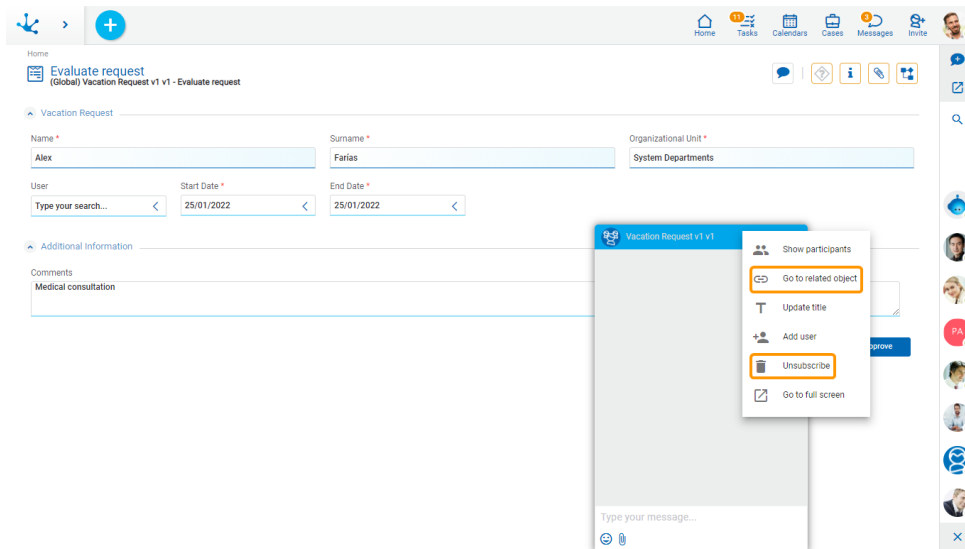 11
3
Home
Tasks
Calendars
Cases
Messages
Invite
Home
Evaluate request
(Global) Vacation Request v1 v1 - Evaluate request
i
Vacation Request
Name *
Surname *
Organizational Unit *
Alex
Farías
System Departments
User
Start Date *
End Date *
Type your search...
25/01/2022
25/01/2022
Vacation Request v1 v1
Additional Information
Comments
Medical consultation
Show participants
Go to related object
Update title
Add user
Unsubscribe
Go to full screen
PA
Type your message...